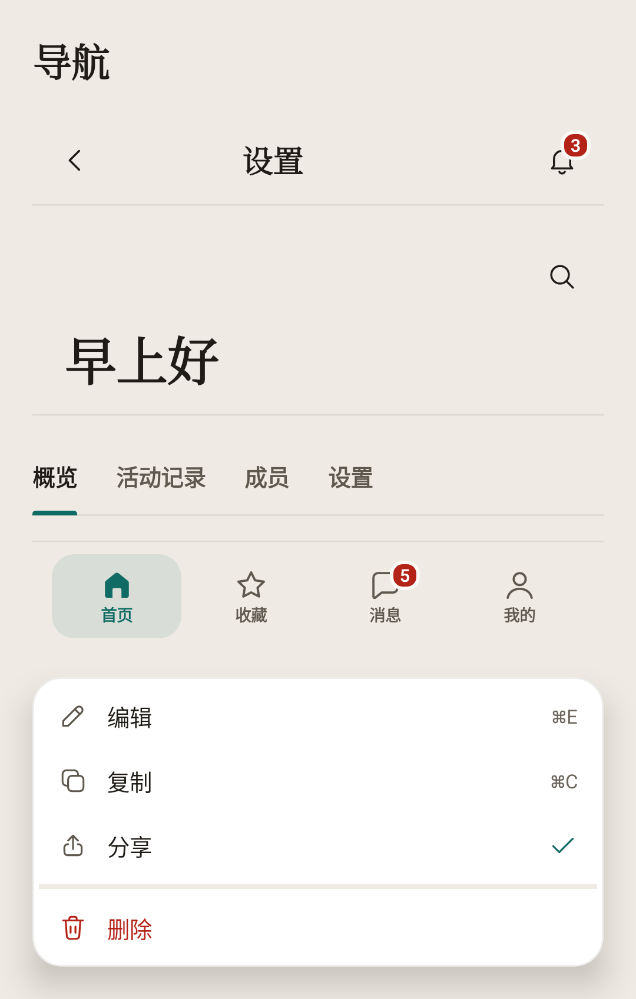 导航
设置
3
早上好
概览 活动记录 成员 设置
首页 收藏 消息 5 我的
编辑 ⌘E
复制 ⌘C
分享
删除